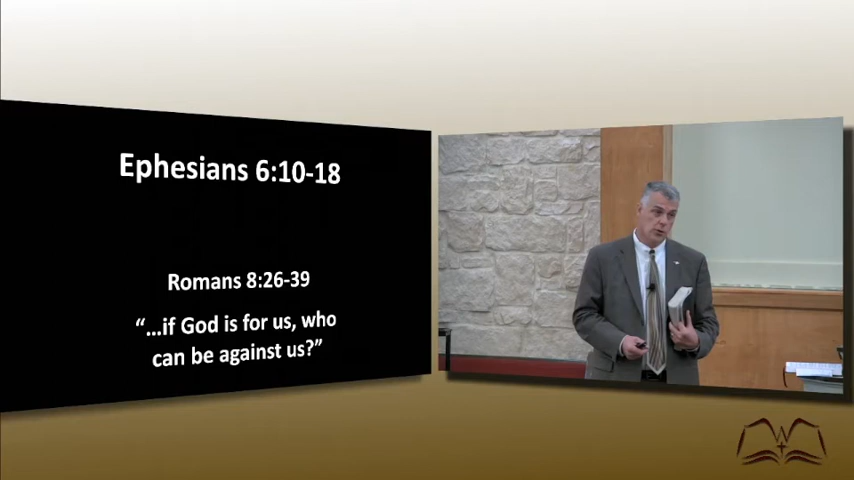 Ephesians 6:10-18
Romans 8:26-39
“...if God is for us, who
can be against us?”